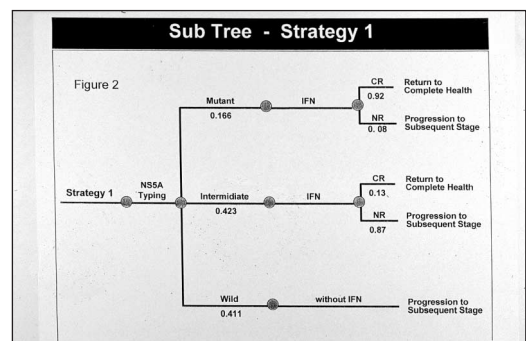 Sub Tree - Strategy 1
Figure 2
CR
0.92
Return to
Complete Health
Mutant
0.166
IFN
NR
0. 08
Progression to
Subsequent Stage
Strategy 1
NS5A
Typing
Intermidiate
0.423
IFN
CR
0.13
Return to
Complete Health
NR
0.87
Progression to
Subsequent Stage
Wild
0.411
without IFN
Progression to
Subsequent Stage